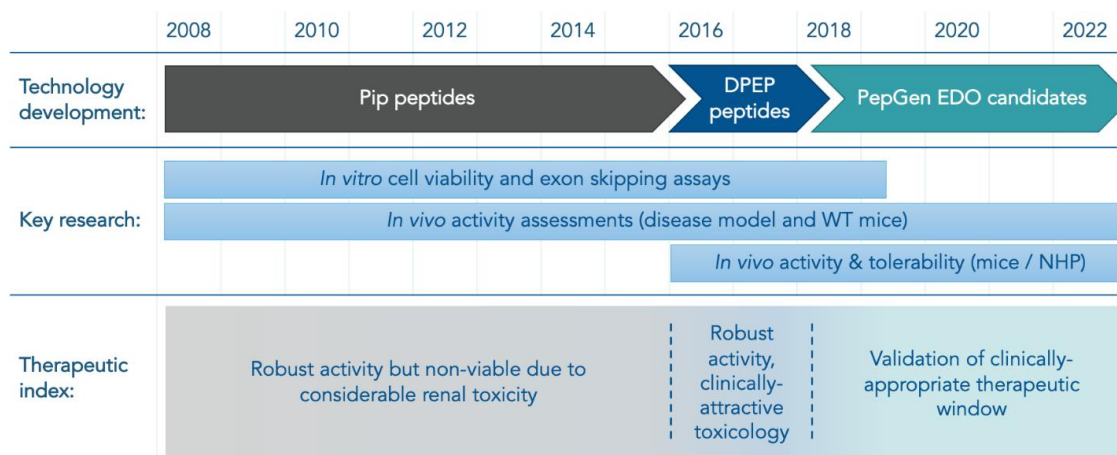 2008 2010 2012 2014 2016 2018 2020 2022
Technology
development:
Pip peptides
DPEP
peptides
PepGen EDO candidates
Key research:
In vitro cell viability and exon skipping assays
In vivo activity assessments (disease model and WT mice)
In vivo activity & tolerability (mice / NHP)
Therapeutic
index:
Robust activity but non-viable due to
considerable renal toxicity
Robust
activity,
clinically-
attractive
toxicology
Validation of clinically-
appropriate therapeutic
window